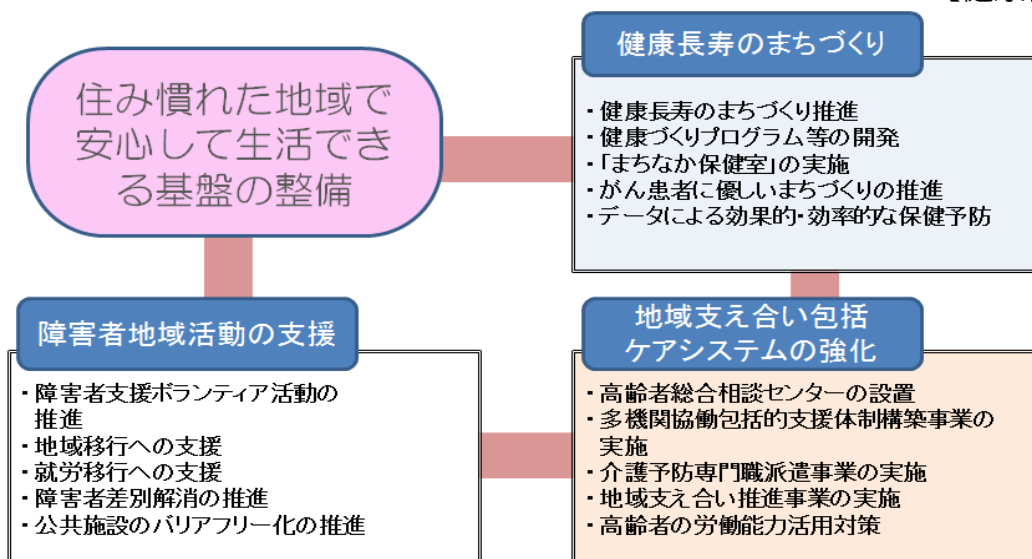 住み慣れた地域で
安心して生活でき
る基盤の整備
健康長寿のまちづくり
・健康長寿のまちづくり推進
・健康づくりプログラム等の開発
・「まちなか保健室」の実施
・がん患者に優しいまちづくりの推進
・データによる効果的・効率的な保健予防
障害者地域活動の支援
・障害者支援ボランティア活動の
推進
・地域移行への支援
・就労移行への支援
・障害者差別解消の推進
・公共施設のバリアフリー化の推進
地域支え合い包括
ケアシステムの強化
・高齢者総合相談センターの設置
・多機関協働包括的支援体制構築事業の
実施
・介護予防専門職派遣事業の実施
・地域支え合い推進事業の実施
・高齢者の労働能力活用対策